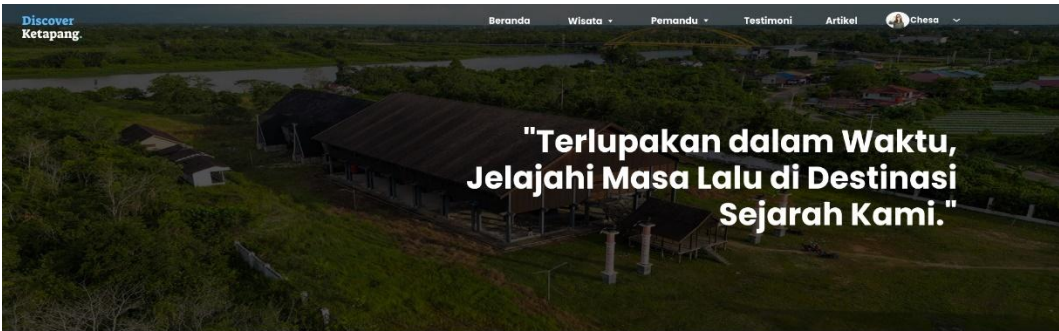 Discover
Ketapang.
Beranda Wisata Pemandu Testimoni Artikel Chesa
"Terlupakan dalam Waktu,
Jelajahi Masa Lalu di Destinasi
Sejarah Kami."